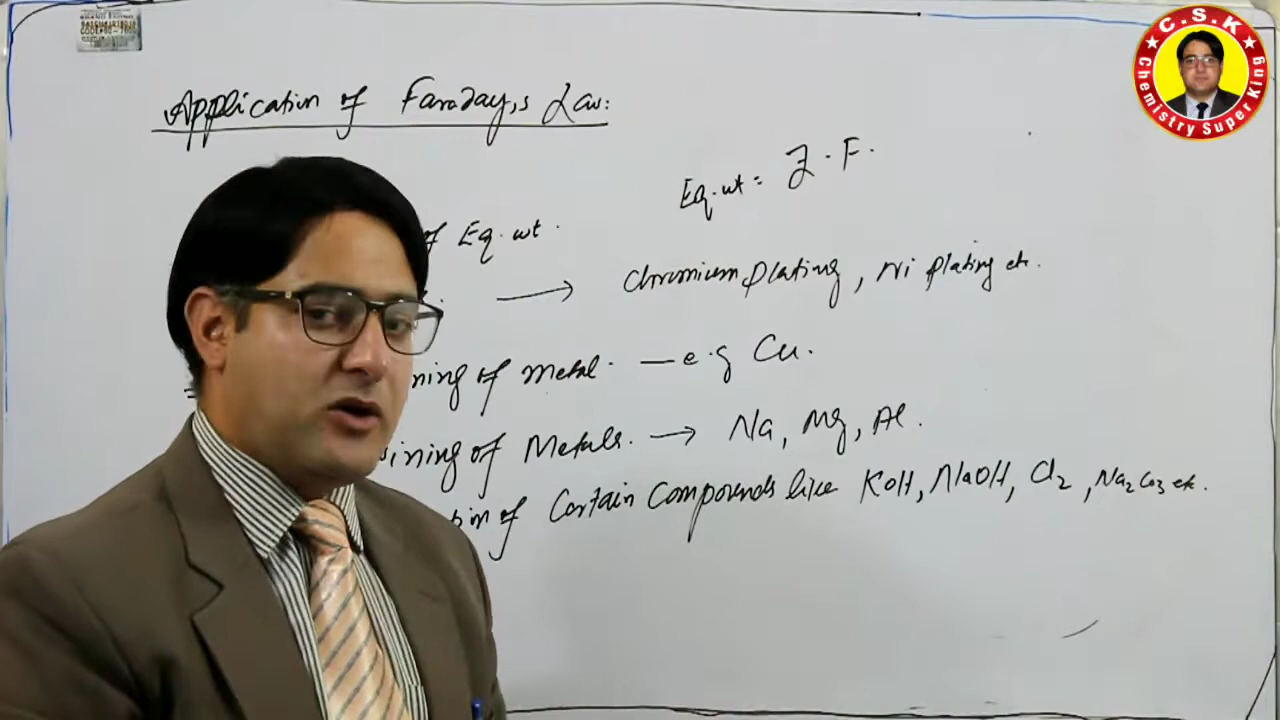 C.S.K
Chemistry Super King
Application of Faraday,s Law:
Eq.wt = Z . F.
of Eq.wt.
→ Chromium plating, Ni plating etc.
ning of metal. — e.g Cu.
ining of Metals. → Na, Mg, Al.
of Certain Compounds like KOH, NaOH, Cl2, Na2CO3 etc.